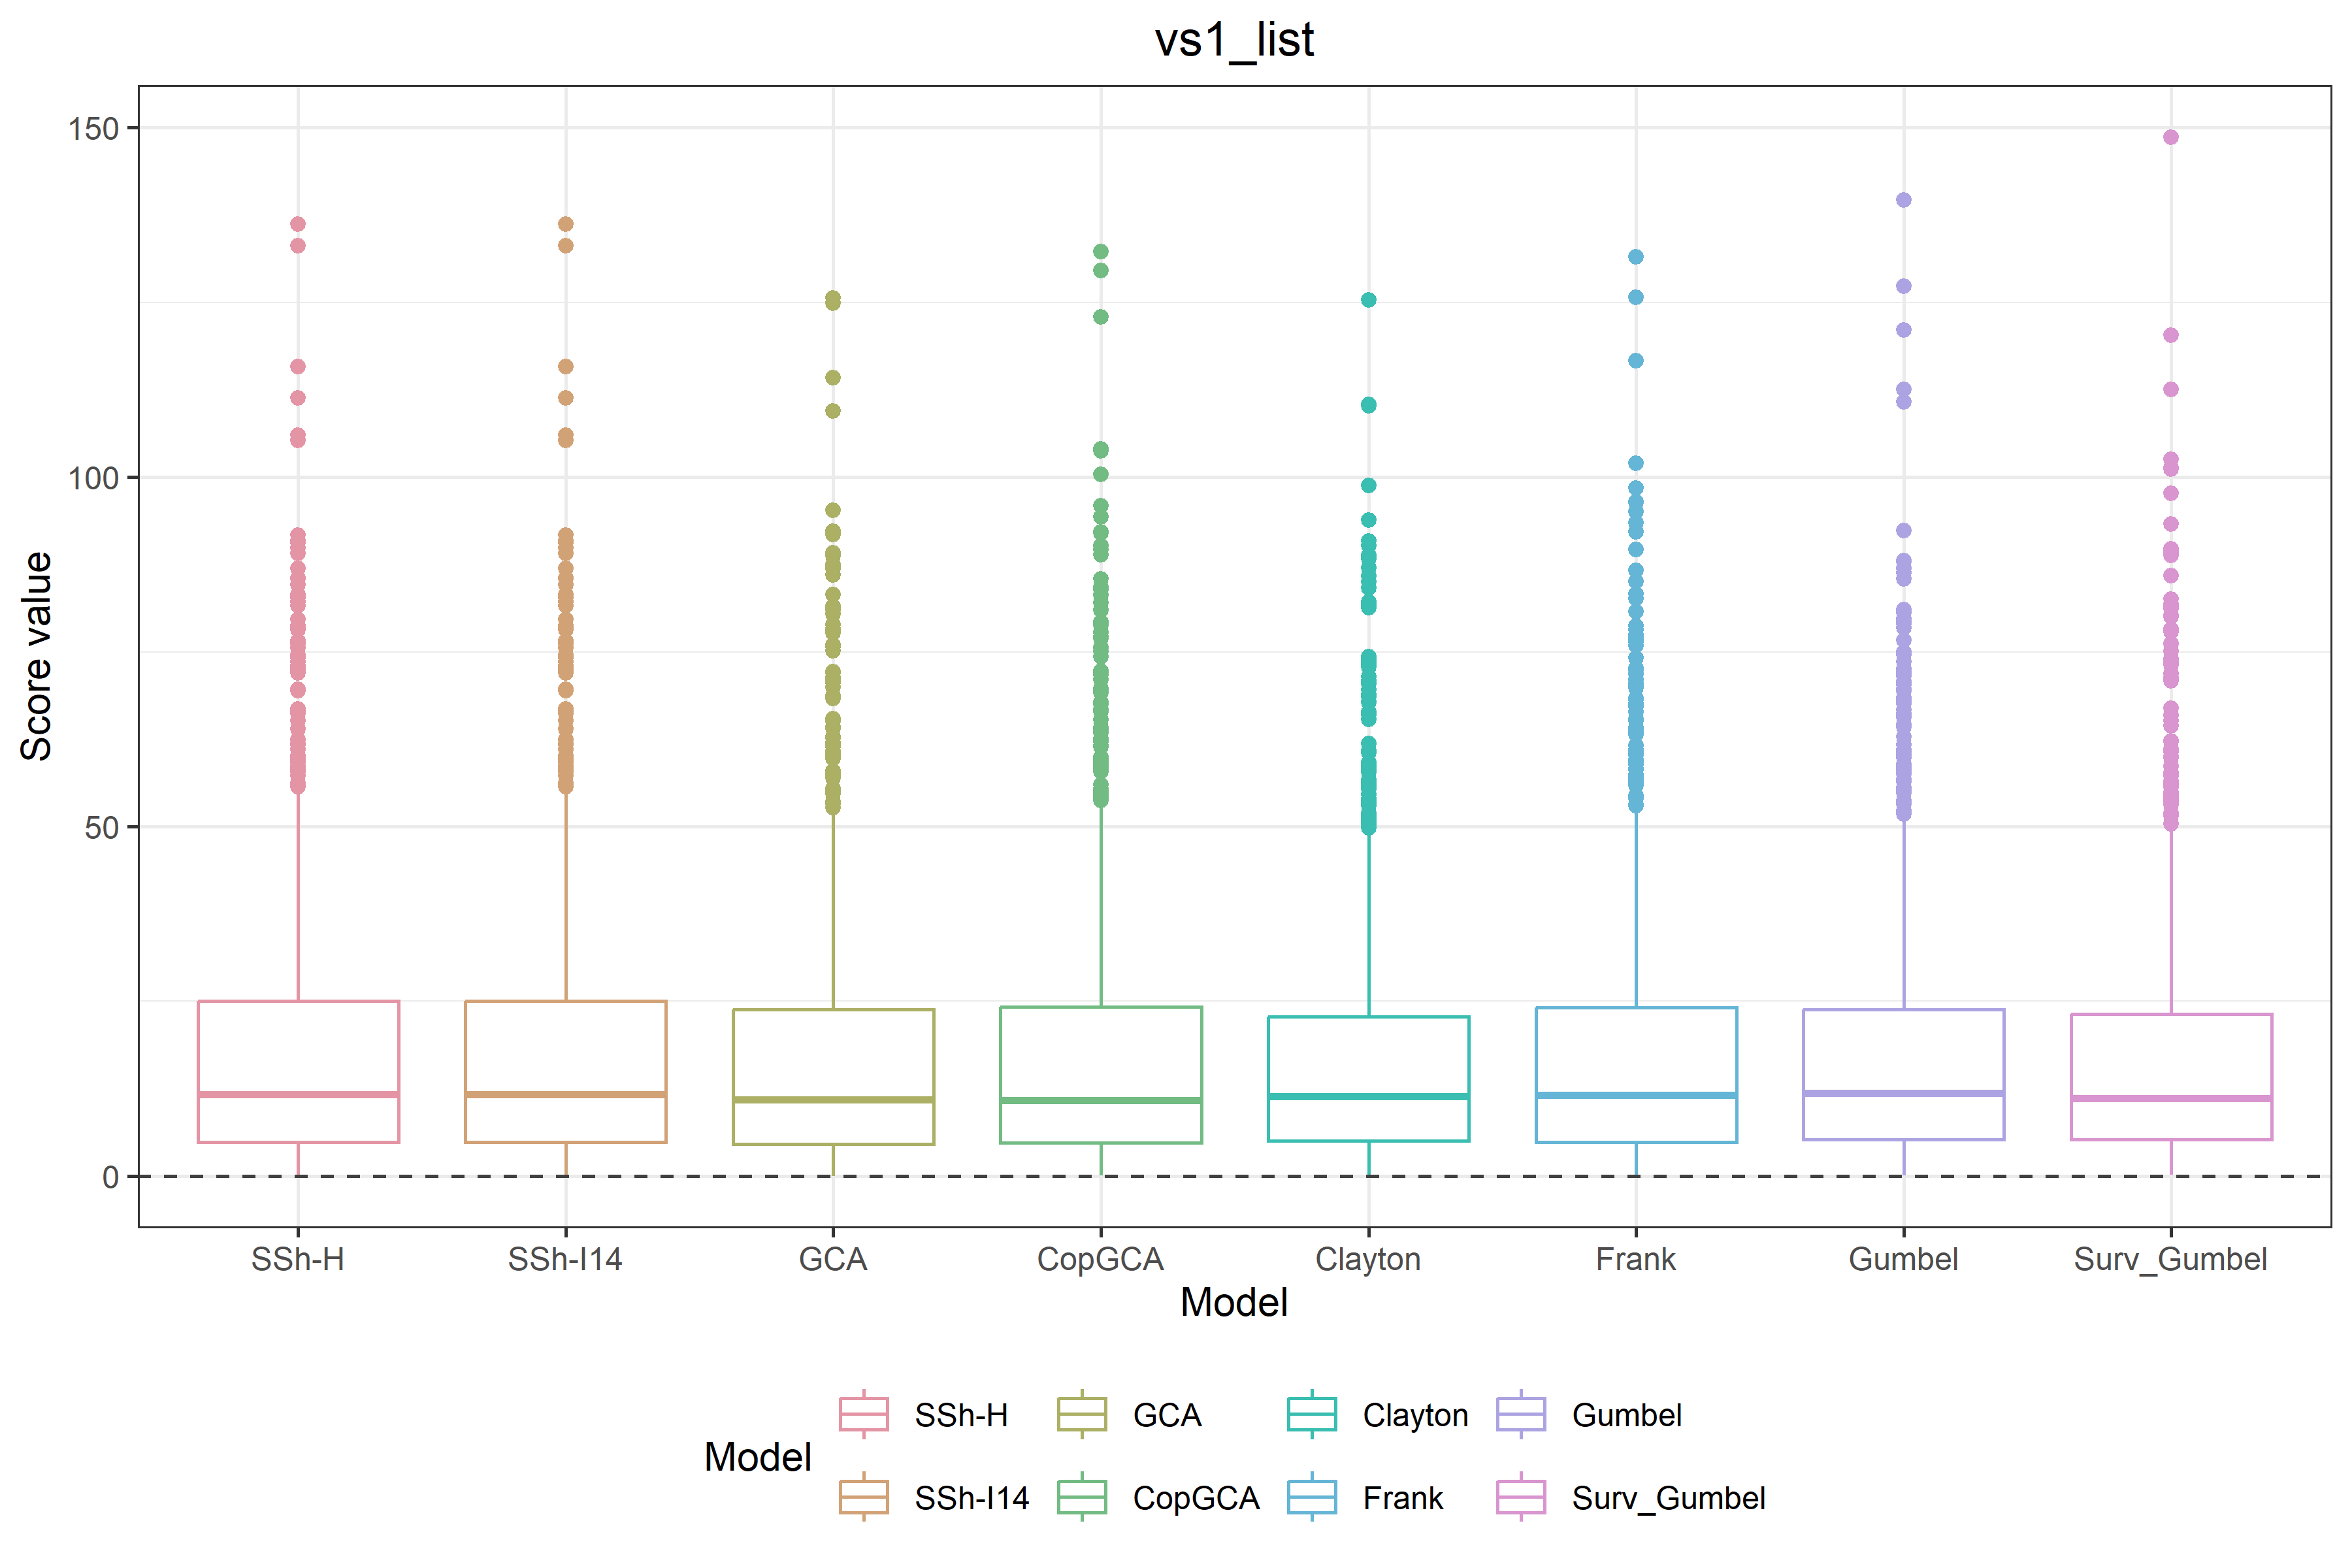 vs1_list
150
100
50
0
Score value
SSh-H SSh-I14 GCA CopGCA Clayton Frank Gumbel Surv_Gumbel
Model
Model
SSh-H GCA Clayton Gumbel
SSh-I14 CopGCA Frank Surv_Gumbel